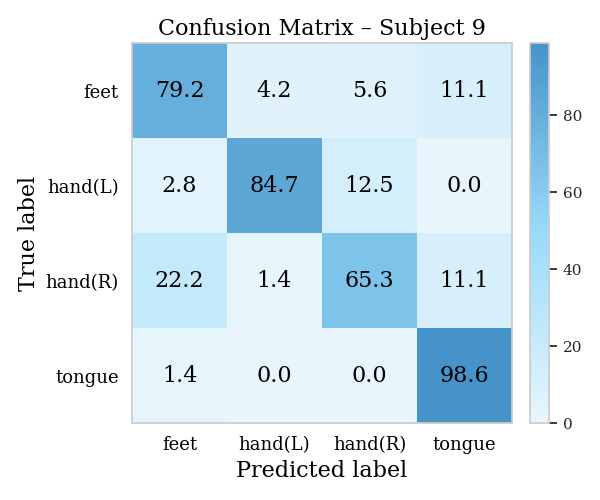 Confusion Matrix – Subject 9
True label
feet 79.2 4.2 5.6 11.1
hand(L) 2.8 84.7 12.5 0.0
hand(R) 22.2 1.4 65.3 11.1
tongue 1.4 0.0 0.0 98.6
feet hand(L) hand(R) tongue
Predicted label
80
60
40
20
0